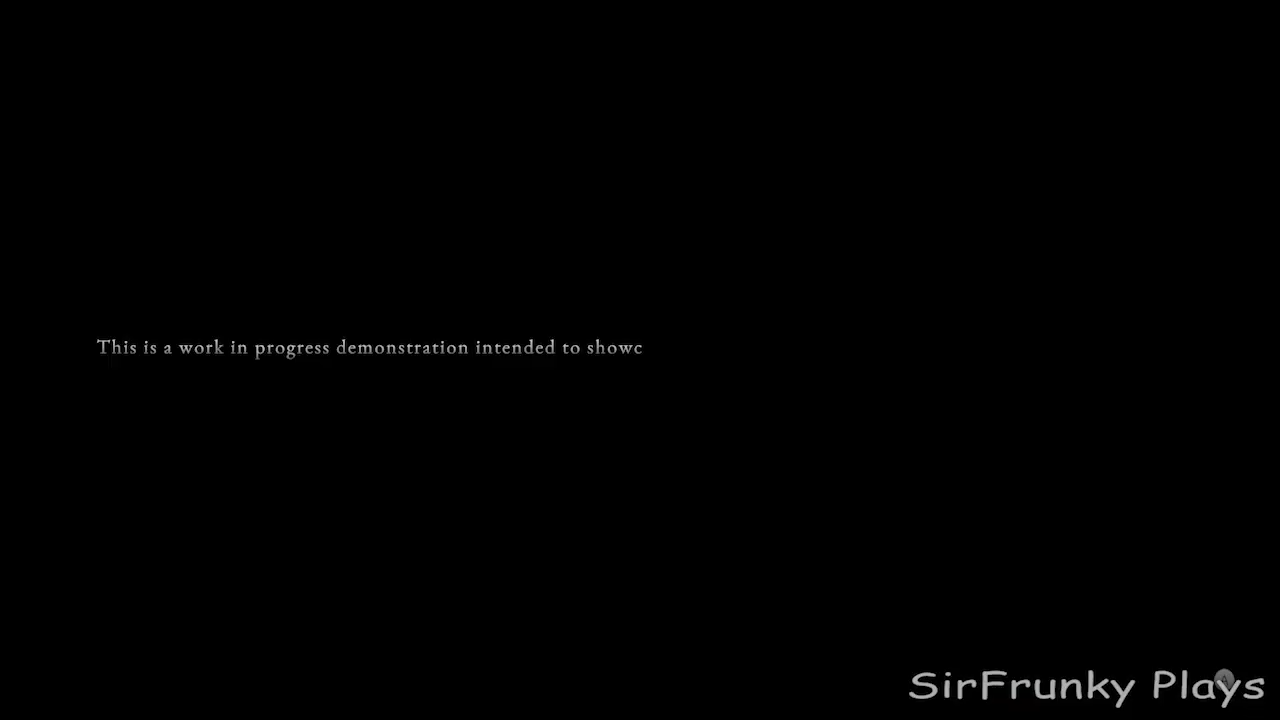 This is a work in progress demonstration intended to showc
SirFrunky Plays